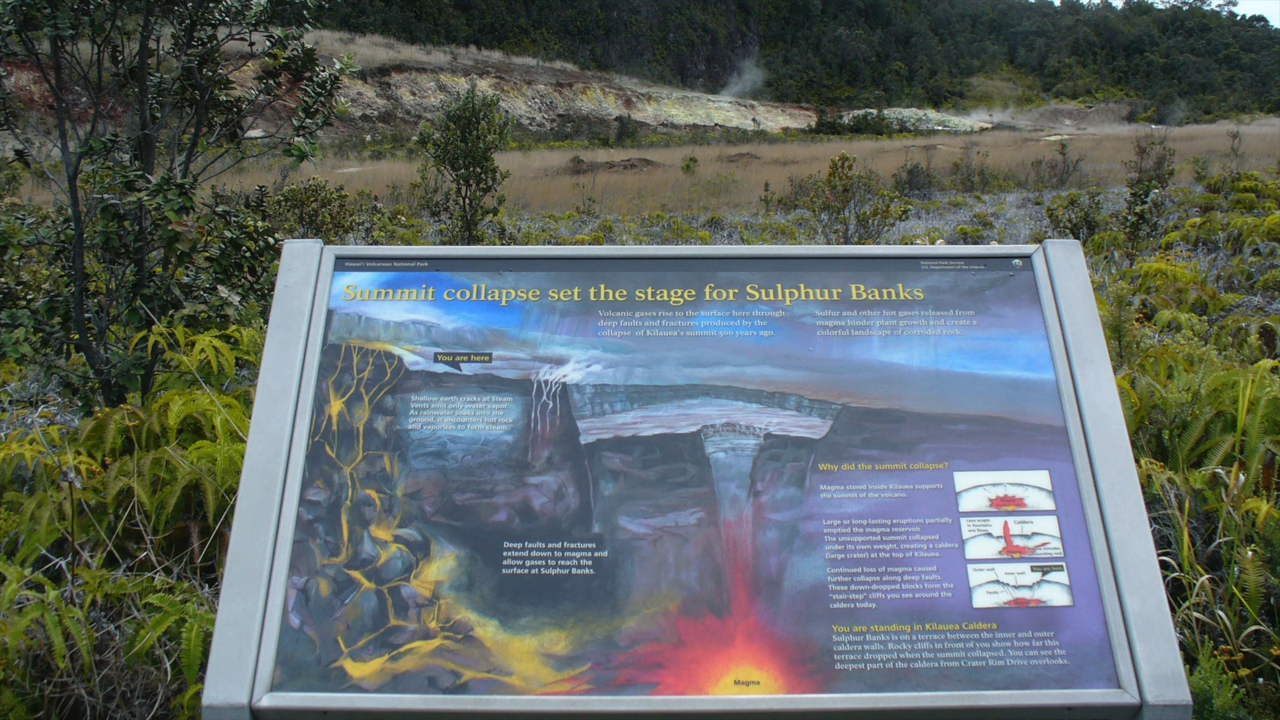 Hawai'i Volcanoes National Park
National Park Service
U.S. Department of the Interior
Summit collapse set the stage for Sulphur Banks
Volcanic gases rise to the surface here through
deep faults and fractures produced by the
collapse of Kilauea's summit 500 years ago.
Sulfur and other hot gases released from
magma hinder plant growth and create a
colorful landscape of corroded rock.
You are here
Shallow earth cracks at Steam
Vents emit only water vapor.
As rainwater soaks into the
ground, it encounters hot rock
and vaporizes to form steam.
Deep faults and fractures
extend down to magma and
allow gases to reach the
surface at Sulphur Banks.
Magma
Why did the summit collapse?
Magma stored inside Kilauea supports
the summit of the volcano.
Large or long-lasting eruptions partially
emptied the magma reservoir.
The unsupported summit collapsed
under its own weight, creating a caldera
(large crater) at the top of Kilauea.
Lava erupts
in fountains
and flows
Caldera
Continued loss of magma caused
further collapse along deep faults.
These down-dropped blocks form the
"stair-step" cliffs you see around the
caldera today.
Outer wall
Inner wall
You are here
Faults
You are standing in Kilauea Caldera
Sulphur Banks is on a terrace between the inner and outer
caldera walls. Rocky cliffs in front of you show how far this
terrace dropped when the summit collapsed. You can see the
deepest part of the caldera from Crater Rim Drive overlooks.